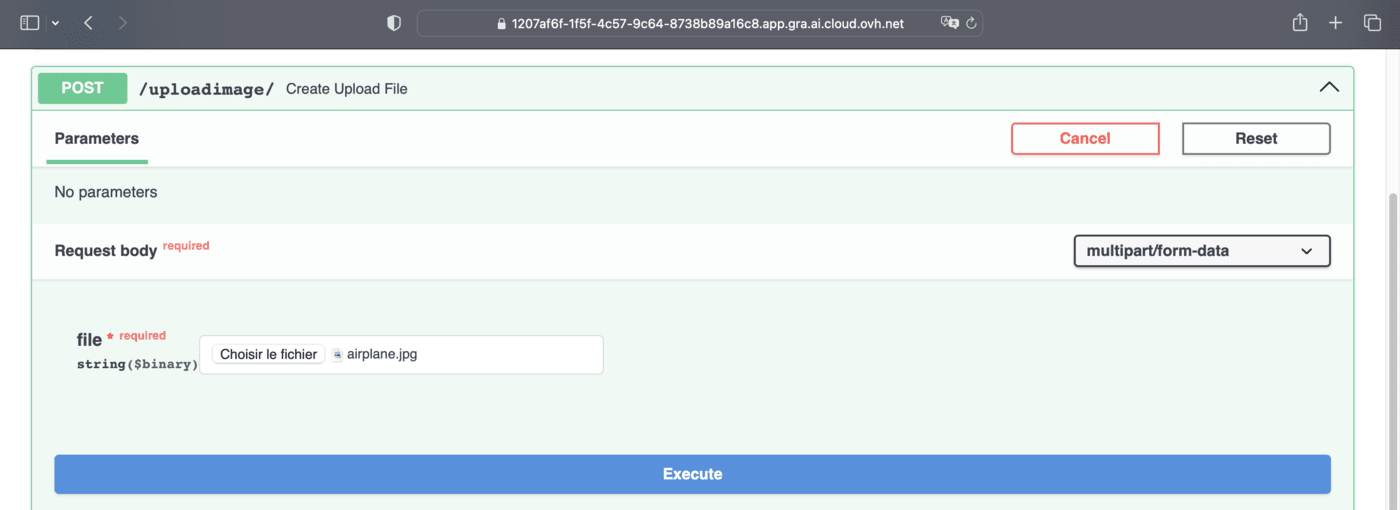 1207af6f-1f5f-4c57-9c64-8738b89a16c8.app.gra.ai.cloud.ovh.net
POST /uploadimage/ Create Upload File
Parameters Cancel Reset
No parameters
Request body required multipart/form-data
file * required
string($binary) Choisir le fichier airplane.jpg
Execute